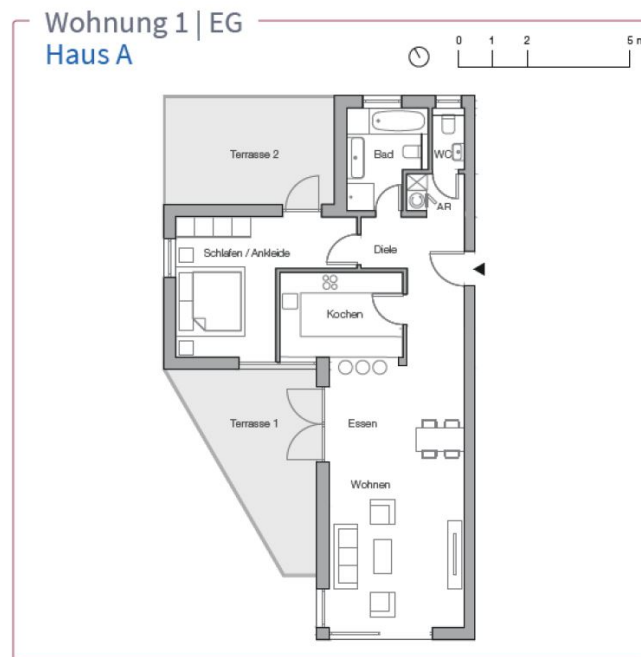 Wohnung 1 | EG
Haus A
0 1 2 5 m
Terrasse 2
Bad
WC
AR
Schlafen / Ankleide
Diele
Kochen
Terrasse 1
Essen
Wohnen